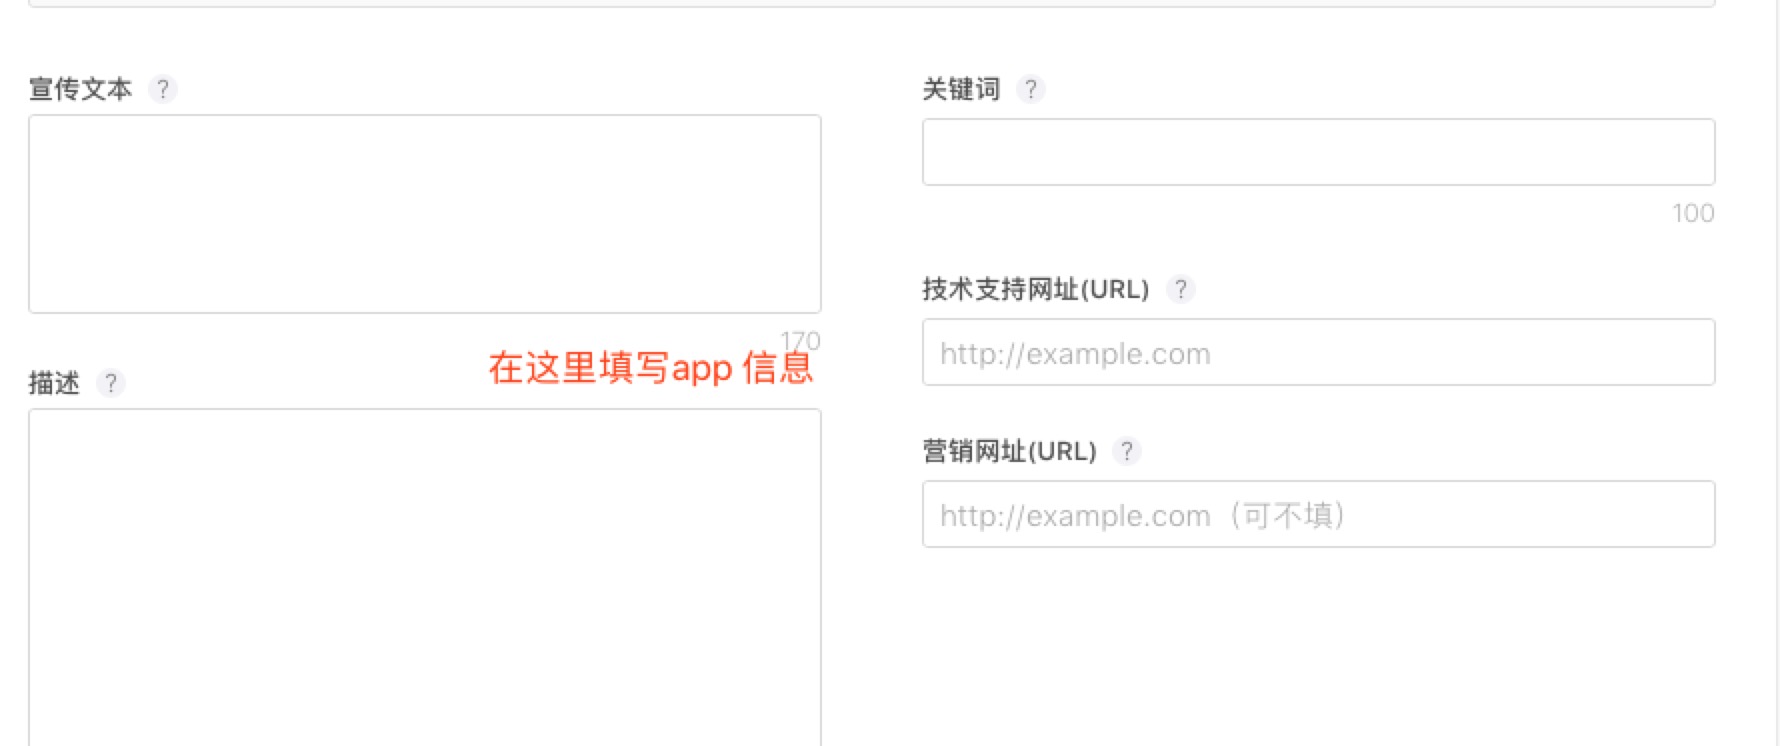 宣传文本 ?
170
在这里填写app 信息
描述 ?
关键词 ?
100
技术支持网址(URL) ?
http://example.com
营销网址(URL) ?
http://example.com（可不填）